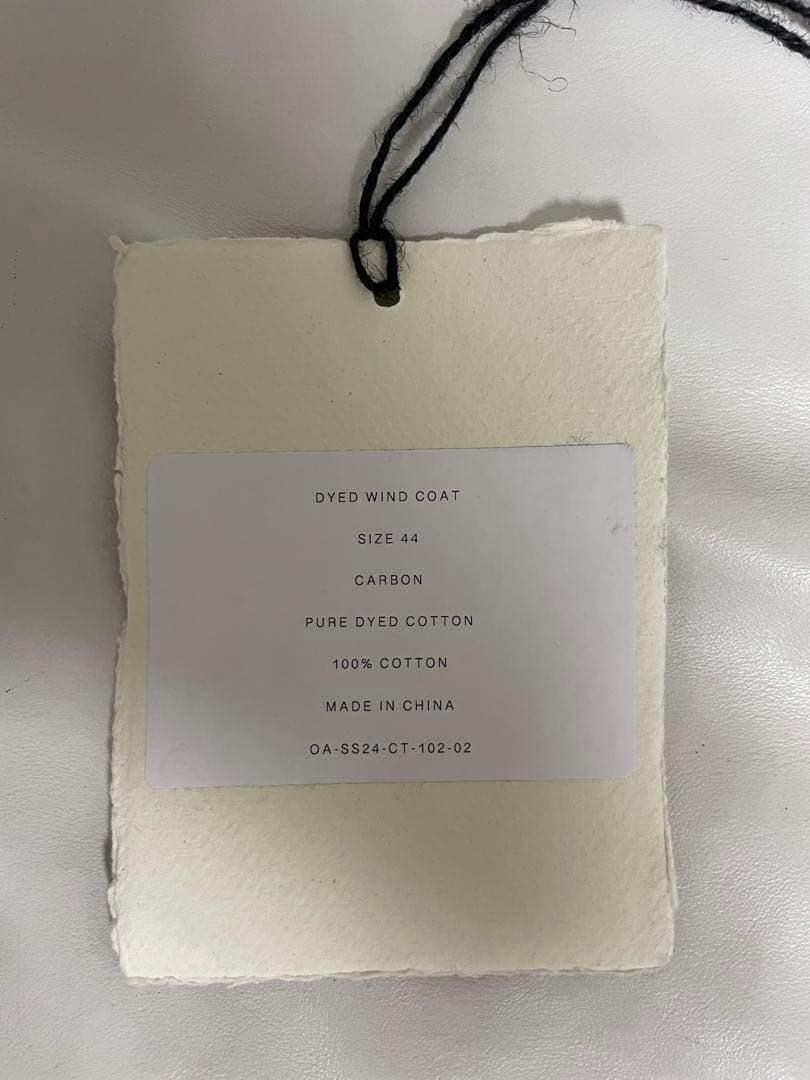 DYED WIND COAT
SIZE 44
CARBON
PURE DYED COTTON
100% COTTON
MADE IN CHINA
OA-SS24-CT-102-02